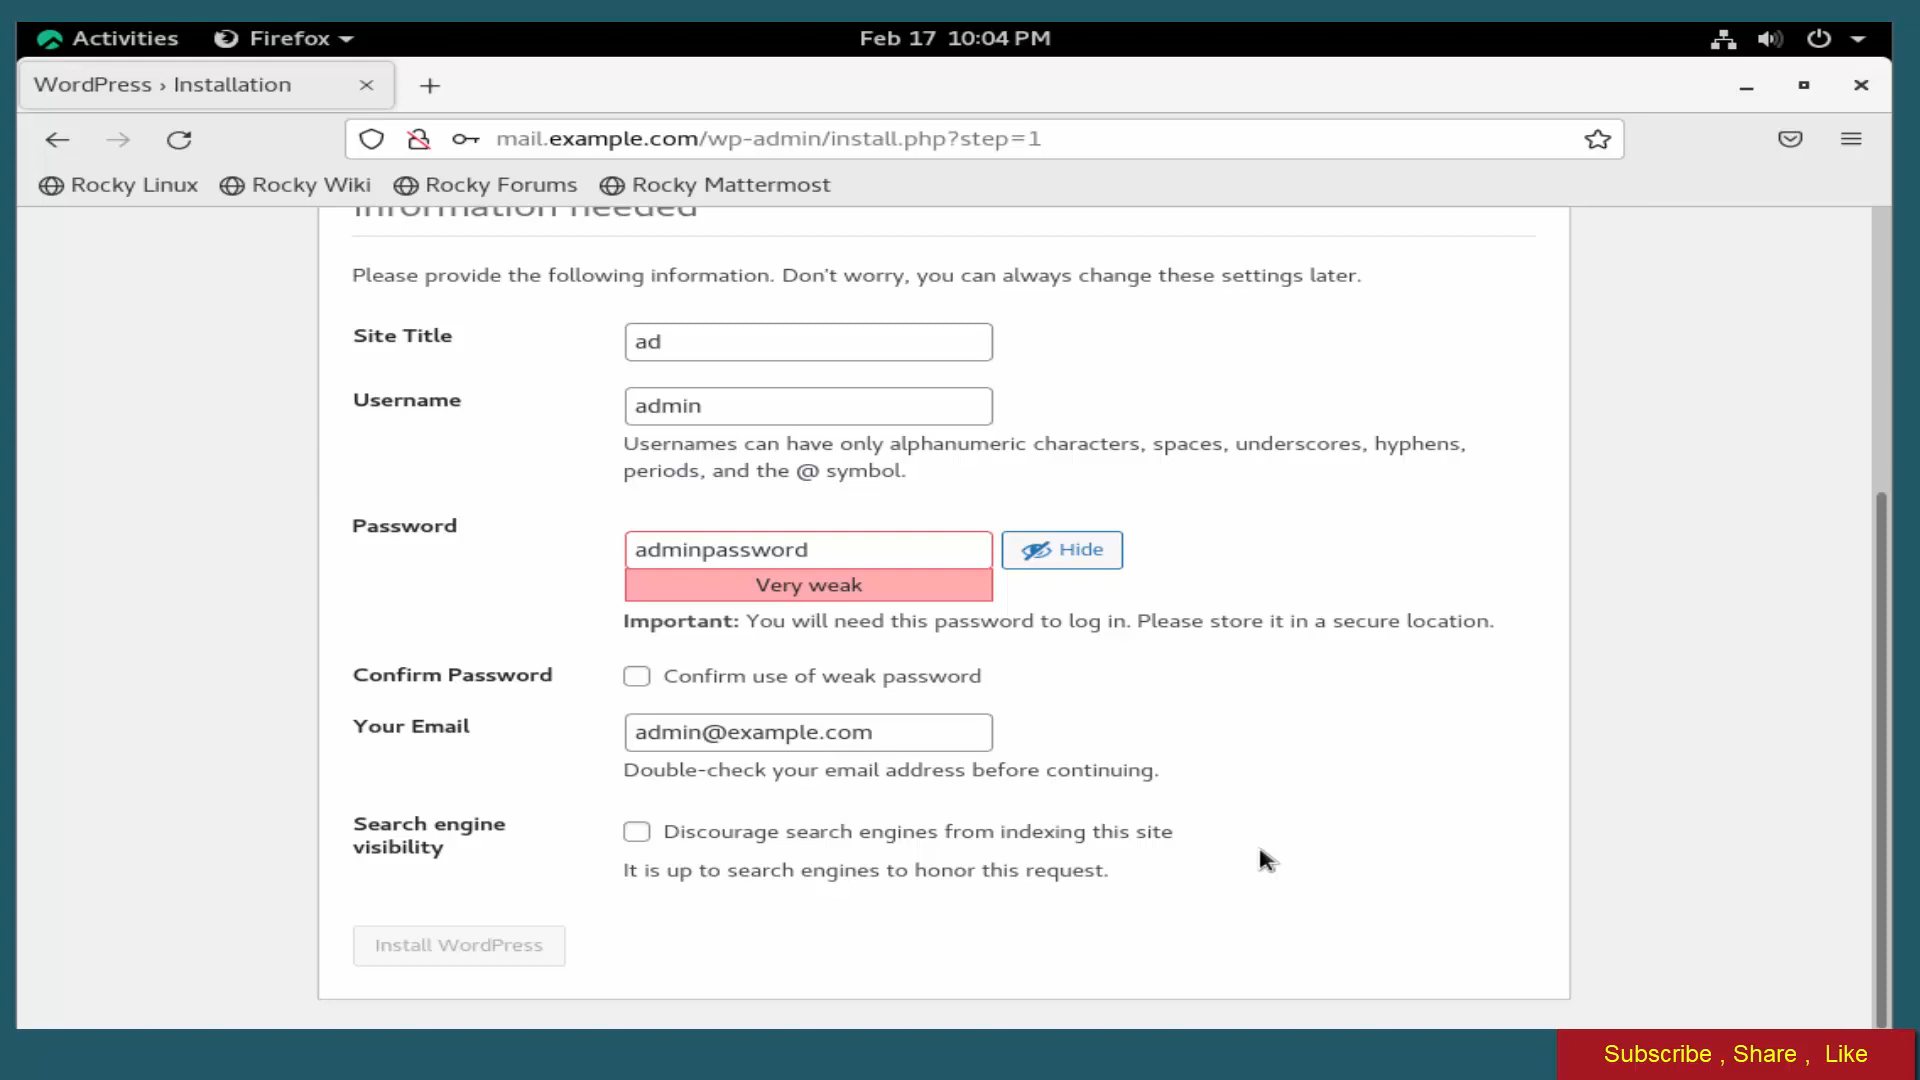 Activities Firefox Feb 17 10:04 PM
WordPress › Installation
mail.example.com/wp-admin/install.php?step=1
Rocky Linux Rocky Wiki Rocky Forums Rocky Mattermost
Information needed
Please provide the following information. Don't worry, you can always change these settings later.
Site Title ad
Username admin
Usernames can have only alphanumeric characters, spaces, underscores, hyphens,
periods, and the @ symbol.
Password
adminpassword Hide
Very weak
Important: You will need this password to log in. Please store it in a secure location.
Confirm Password Confirm use of weak password
Your Email admin@example.com
Double-check your email address before continuing.
Search engine
visibility
Discourage search engines from indexing this site
It is up to search engines to honor this request.
Install WordPress
Subscribe , Share , Like